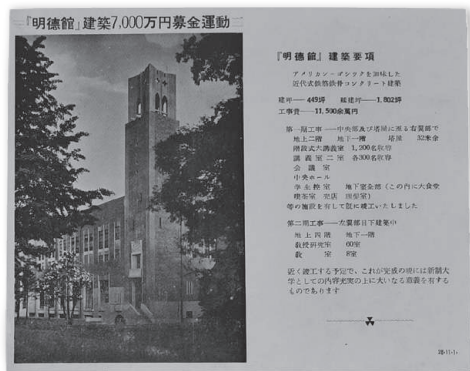 『明徳館』建築7,000万円募金運動
『明徳館』建築要項
アメリカン・ゴシックを加味した
近代式鉄筋鉄骨コンクリート建築
建坪── 449坪 総建坪──1,802坪
工事費──11,500余萬円
第一期工事──中央部及び塔屋に亙る右翼部で
地上二階 地下一階 塔屋 32米余
階段式大講義室 1,200名収容
講義室二室 各300名収容
会議室
中央ホール
学生控室 地下室全部（この内に大食堂
喫茶室 売店
等の施設を有して既に竣工いたしました
第二期工事──左翼部目下建築中
地上四階 地下一階
教授研究室 60室
教室 8室
近く竣工する予定で、これが完成の暁には新制大
学としての内容充実の上に大いなる意義を有する
ものであります
28・11・1